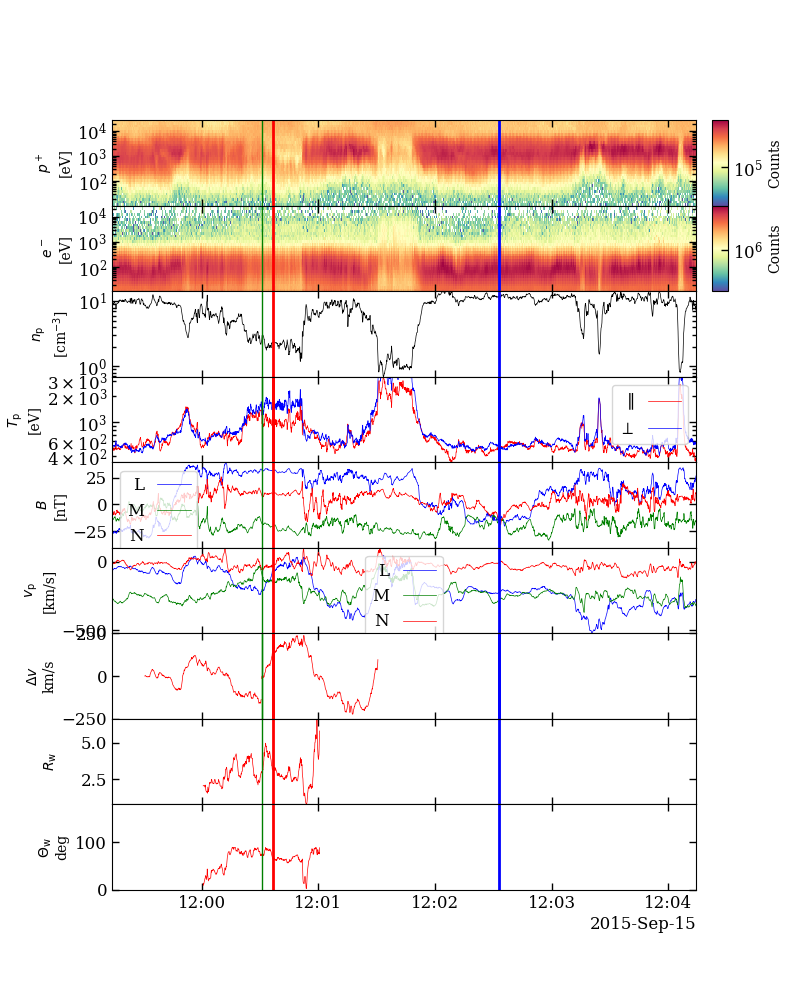 10⁴
10³
10²
p⁺
[eV]
10⁵
Counts
10⁴
10³
10²
e⁻
[eV]
10⁶
Counts
10¹
10⁰
nₚ
[cm⁻³]
3 × 10³
2 × 10³
10³
6 × 10²
4 × 10²
Tₚ
[eV]
∥
⊥
25
0
−25
B
[nT]
L
M
N
0
−500
vₚ
[km/s]
L
M
N
250
0
−250
Δv
km/s
5.0
2.5
R_w
100
0
Θ_w
deg
12:00 12:01 12:02 12:03 12:04
2015-Sep-15